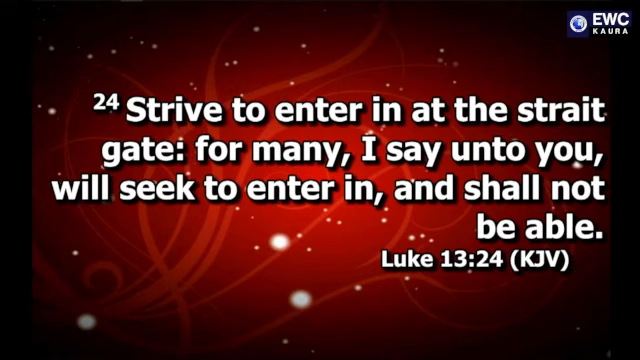 EWC
KAURA
24 Strive to enter in at the strait
gate: for many, I say unto you,
will seek to enter in, and shall not
be able.
Luke 13:24 (KJV)